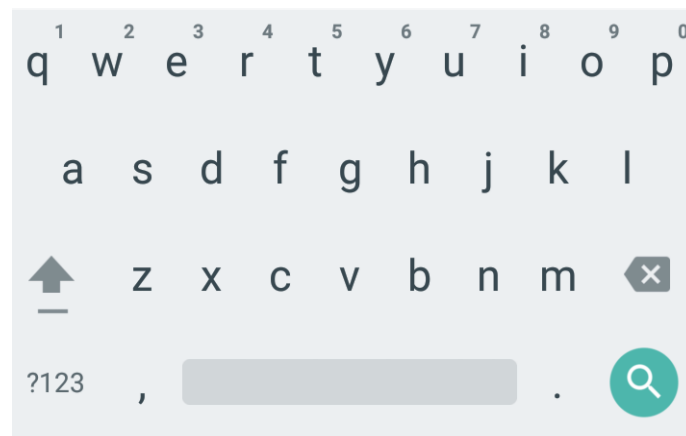 1 2 3 4 5 6 7 8 9 0
q w e r t y u i o p
a s d f g h j k l
z x c v b n m
?123 , .